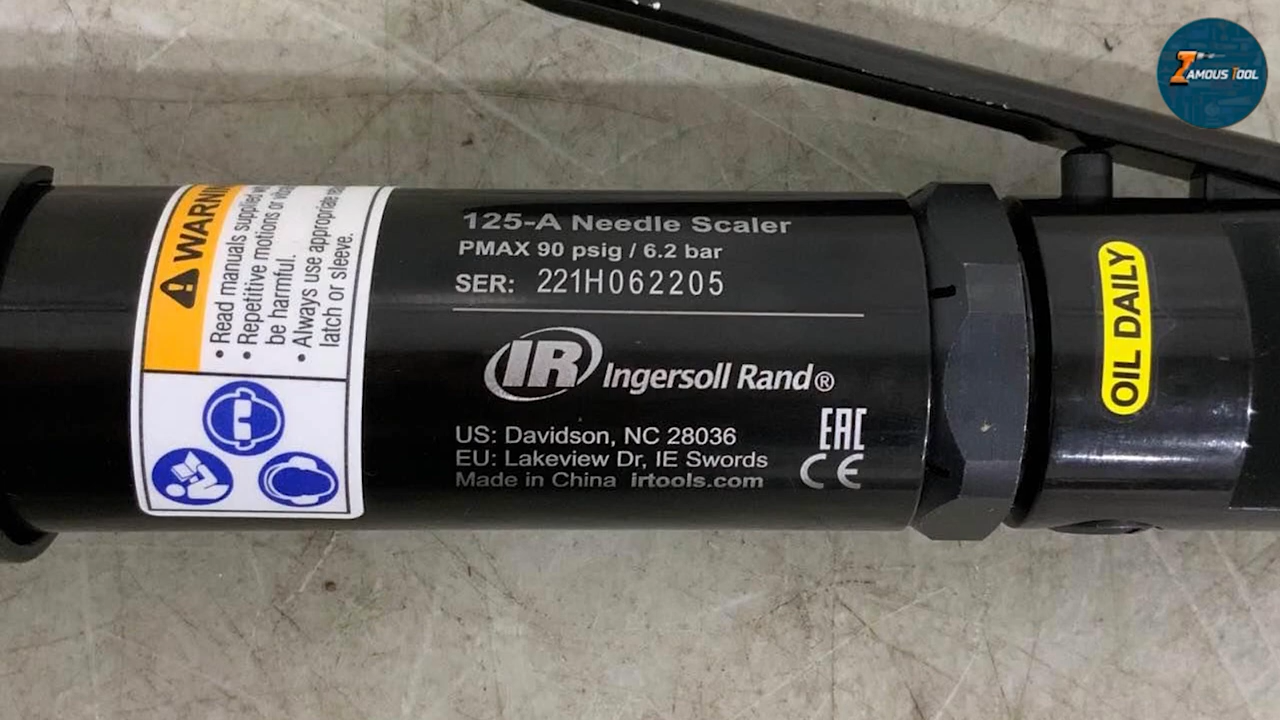 125-A Needle Scaler
PMAX 90 psig / 6.2 bar
SER: 221H062205
IR Ingersoll Rand®
US: Davidson, NC 28036
EU: Lakeview Dr, IE Swords
Made in China irtools.com
EAC
CE
• Read manuals supplied
• Repetitive motions or
be harmful.
• Always use appropriate
latch or sleeve.
OIL DAILY
FAMOUS TOOL